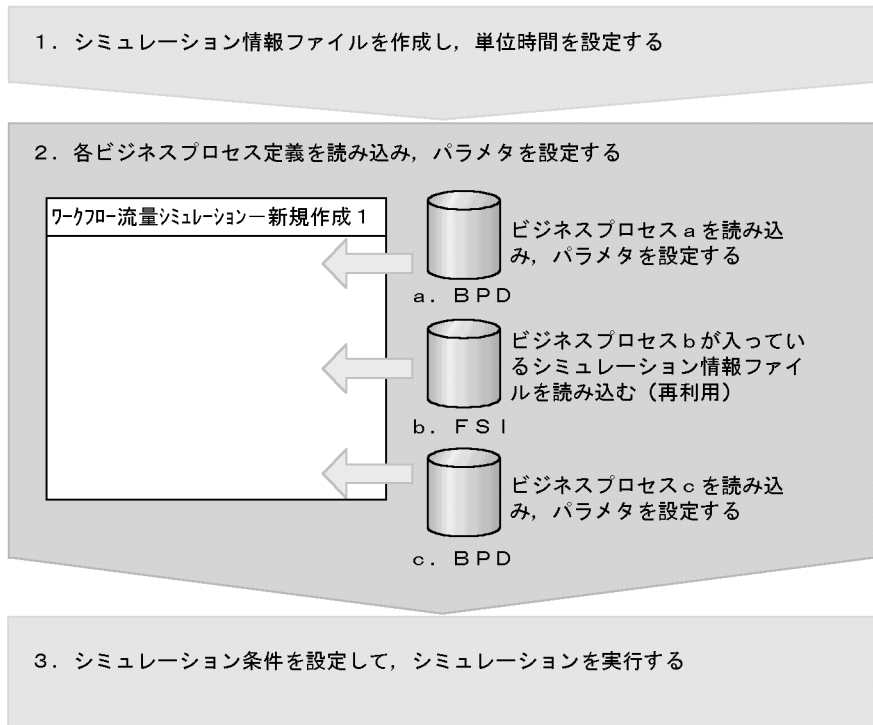 １．シミュレーション情報ファイルを作成し，単位時間を設定する
２．各ビジネスプロセス定義を読み込み，パラメタを設定する
ﾜｰｸﾌﾛｰ流量ｼﾐｭﾚｰｼｮﾝ－新規作成１
ビジネスプロセスａを読み込
み，パラメタを設定する
ａ．ＢＰＤ
ビジネスプロセスｂが入ってい
るシミュレーション情報ファイ
ルを読み込む（再利用）
ｂ．ＦＳＩ
ビジネスプロセスｃを読み込
み，パラメタを設定する
ｃ．ＢＰＤ
３．シミュレーション条件を設定して，シミュレーションを実行する